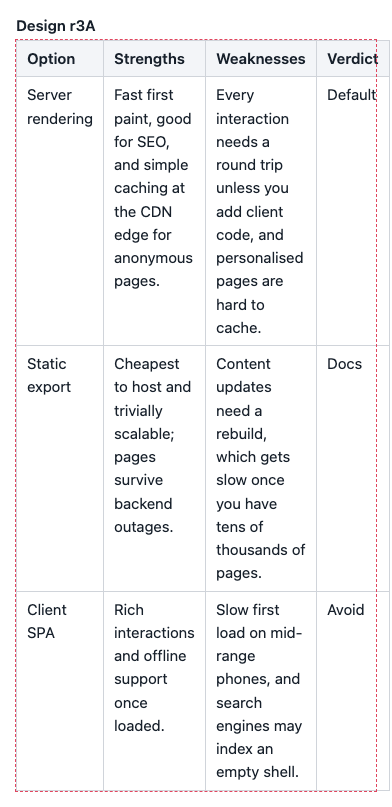 Design r3A
Option Strengths Weaknesses Verdict
Server
rendering
Fast first
paint, good
for SEO,
and simple
caching at
the CDN
edge for
anonymous
pages.
Every
interaction
needs a
round trip
unless you
add client
code, and
personalised
pages are
hard to
cache.
Default
Static
export
Cheapest
to host and
trivially
scalable;
pages
survive
backend
outages.
Content
updates
need a
rebuild,
which gets
slow once
you have
tens of
thousands of
pages.
Docs
Client
SPA
Rich
interactions
and offline
support
once
loaded.
Slow first
load on mid-
range
phones, and
search
engines may
index an
empty shell.
Avoid